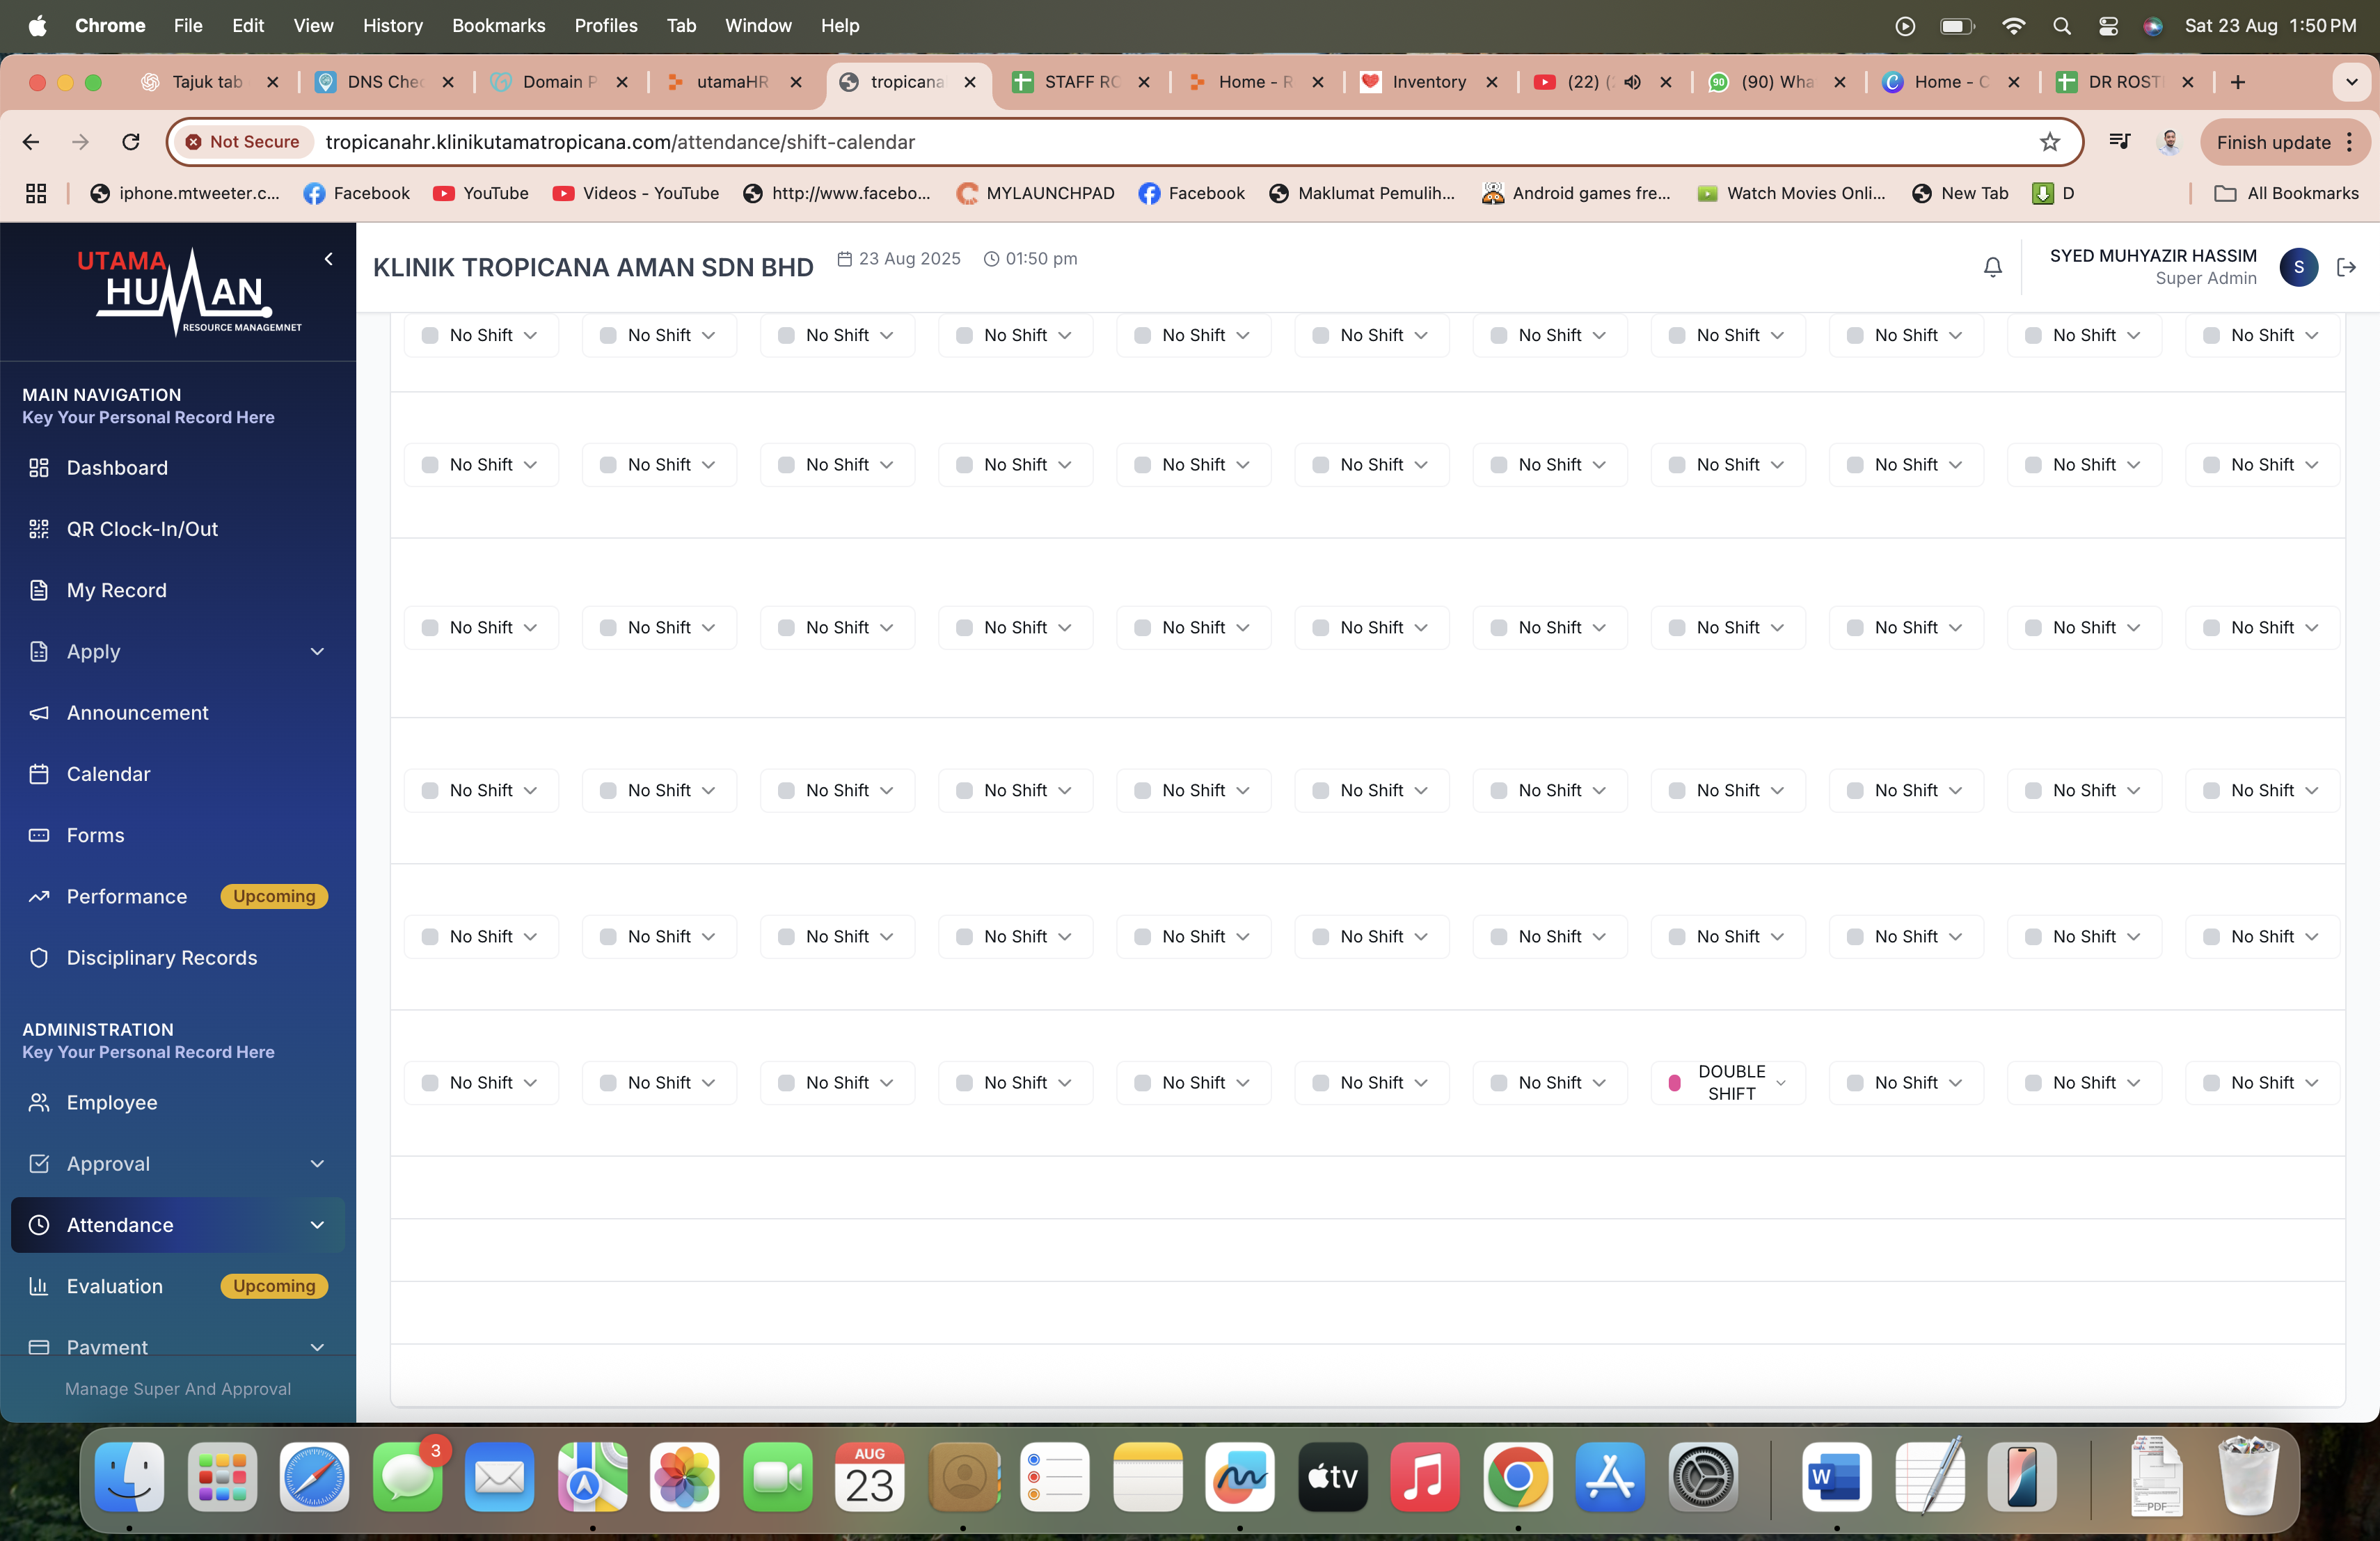 Chrome File Edit View History Bookmarks Profiles Tab Window Help Sat 23 Aug 1:50 PM
Tajuk tab DNS Che Domain P utamaHR tropicana STAFF RO Home - R Inventory (22) ( (90) Wha Home - C DR ROST
Not Secure tropicanahr.klinikutamatropicana.com/attendance/shift-calendar Finish update
iphone.mtweeter.c... Facebook YouTube Videos - YouTube http://www.facebo... MYLAUNCHPAD Facebook Maklumat Pemulih... Android games fre... Watch Movies Onli... New Tab D All Bookmarks
UTAMA
HUMAN
RESOURCE MANAGEMNET
KLINIK TROPICANA AMAN SDN BHD 23 Aug 2025 01:50 pm
SYED MUHYAZIR HASSIM
Super Admin
S
MAIN NAVIGATION
Key Your Personal Record Here
Dashboard
QR Clock-In/Out
My Record
Apply
Announcement
Calendar
Forms
Performance Upcoming
Disciplinary Records
ADMINISTRATION
Key Your Personal Record Here
Employee
Approval
Attendance
Evaluation Upcoming
Payment
Manage Super And Approval
No Shift No Shift No Shift No Shift No Shift No Shift No Shift No Shift No Shift No Shift No Shift
No Shift No Shift No Shift No Shift No Shift No Shift No Shift No Shift No Shift No Shift No Shift
No Shift No Shift No Shift No Shift No Shift No Shift No Shift No Shift No Shift No Shift No Shift
No Shift No Shift No Shift No Shift No Shift No Shift No Shift No Shift No Shift No Shift No Shift
No Shift No Shift No Shift No Shift No Shift No Shift No Shift No Shift No Shift No Shift No Shift
No Shift No Shift No Shift No Shift No Shift No Shift No Shift DOUBLE SHIFT No Shift No Shift No Shift
3
AUG
23
tv
W
PDF